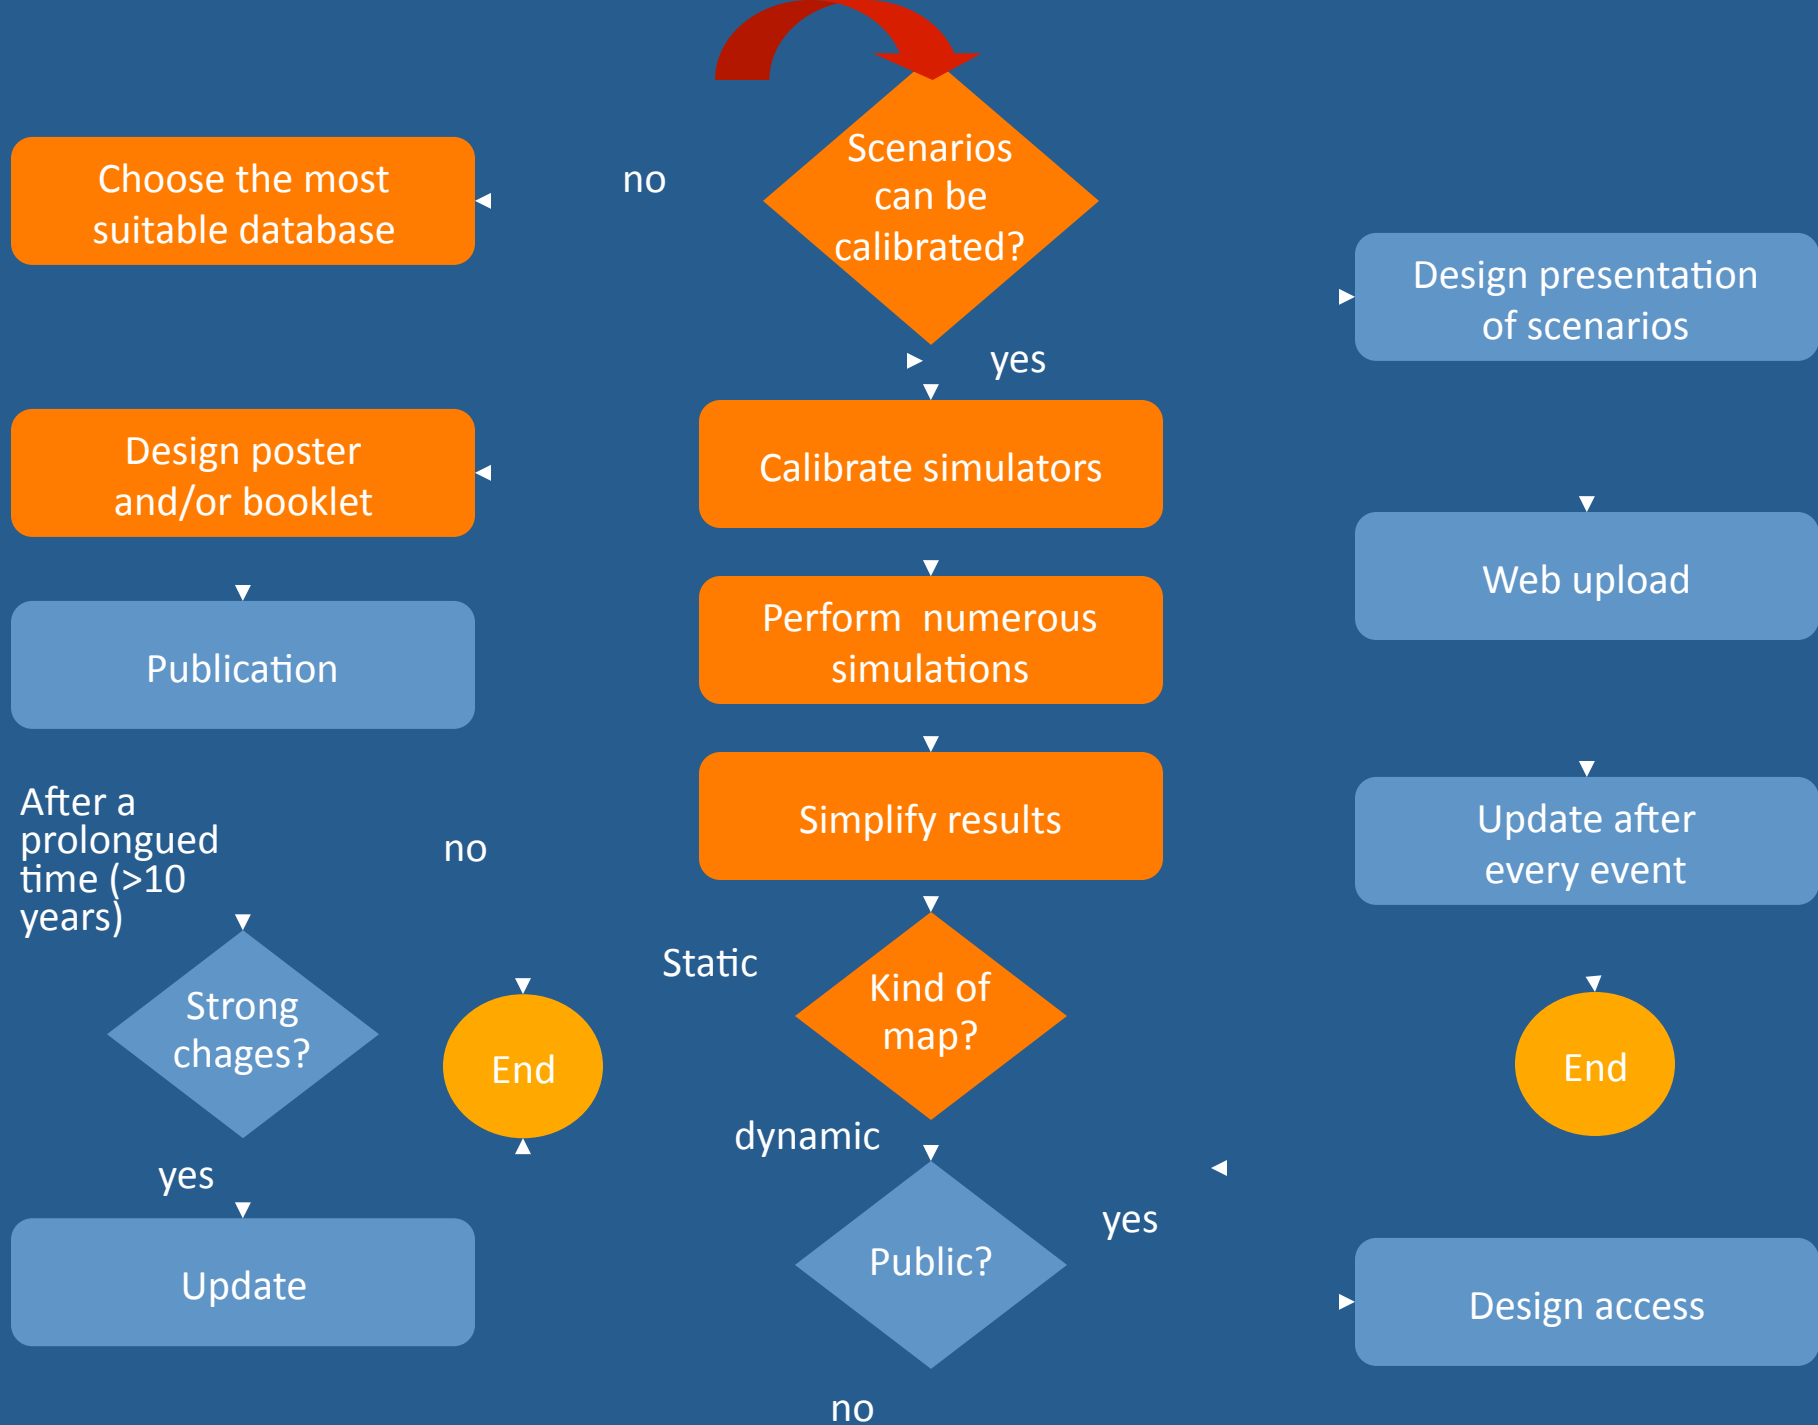 Scenarios
can be
calibrated?
no
Choose the most
suitable database
yes
Calibrate simulators
Perform  numerous
simulations
Simplify results
Kind of
map?
Static
Design poster
and/or booklet
Publication
After a
prolongued
time (>10
years)
Strong
chages?
no
End
yes
Update
dynamic
Public?
yes
no
Design presentation
of scenarios
Web upload
Update after
every event
End
Design access